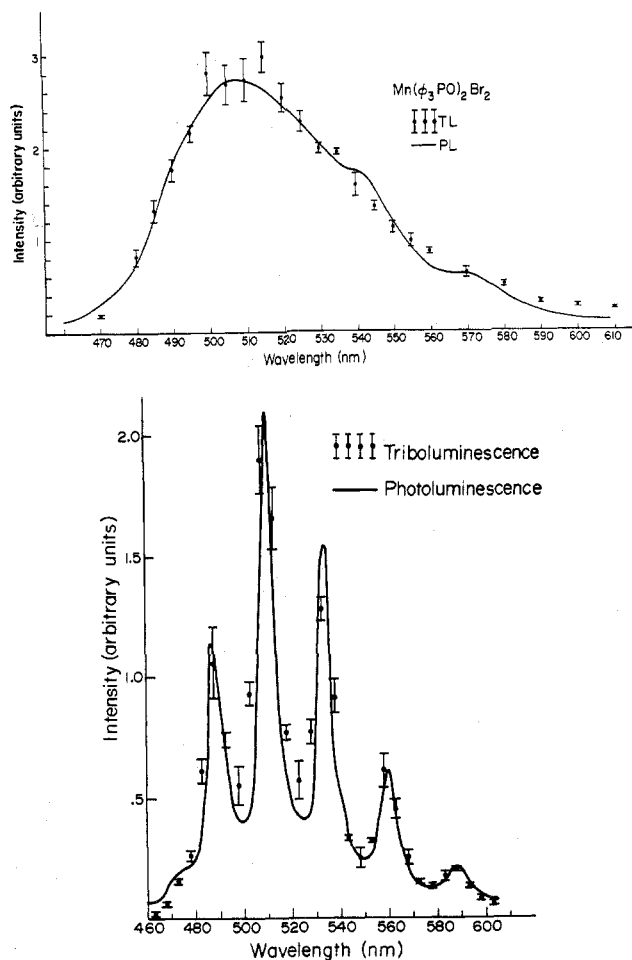 3
2
1
Intensity (arbitrary units)
Mn(ϕ₃PO)₂Br₂
TL
PL
470 480 490 500 510 520 530 540 550 560 570 580 590 600 610
Wavelength (nm)
2.0
1.5
1.0
.5
Intensity (arbitrary units)
Triboluminescence
Photoluminescence
460 480 500 520 540 560 580 600
Wavelength (nm)